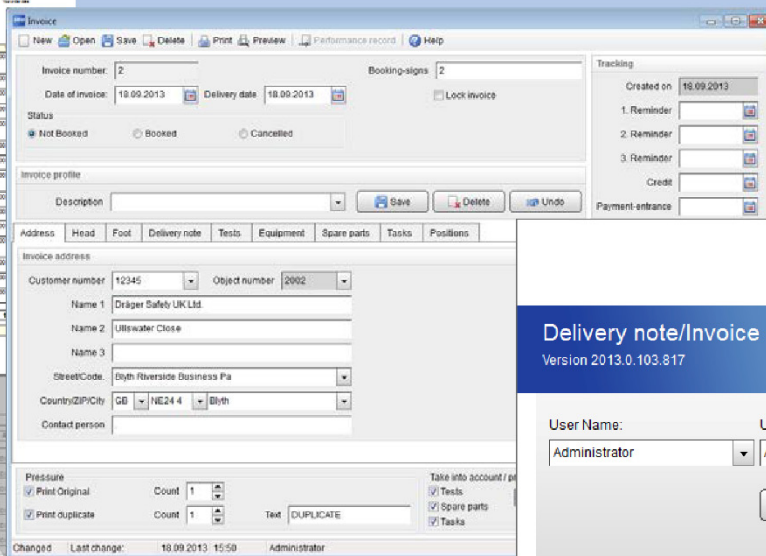 Invoice
New Open Save Delete Print Preview Performance record Help
Invoice number: 2 Booking-signs 2
Date of invoice: 18.09.2013 Delivery date 18.09.2013 Lock invoice
Status
Not Booked Booked Cancelled
Tracking
Created on 18.09.2013
1. Reminder
2. Reminder
3. Reminder
Credit
Payment-entrance
Invoice profile
Description Save Delete Undo
Address Head Foot Delivery note Tests Equipment Spare parts Tasks Positions
Invoice address
Customer number 12345 Object number 2002
Name 1 Dräger Safety UK Ltd.
Name 2 Ullswater Close
Name 3
Street/Code. Blyth Riverside Business Pa
Country/ZIP/City GB NE24 4 Blyth
Contact person
Delivery note/Invoice
Version 2013.0.103.817
User Name:
Administrator
Pressure
Print Original Count 1
Print duplicate Count 1 Text DUPLICATE
Take into account / p
Tests
Spare parts
Tasks
Changed Last change: 18.09.2013 15:50 Administrator